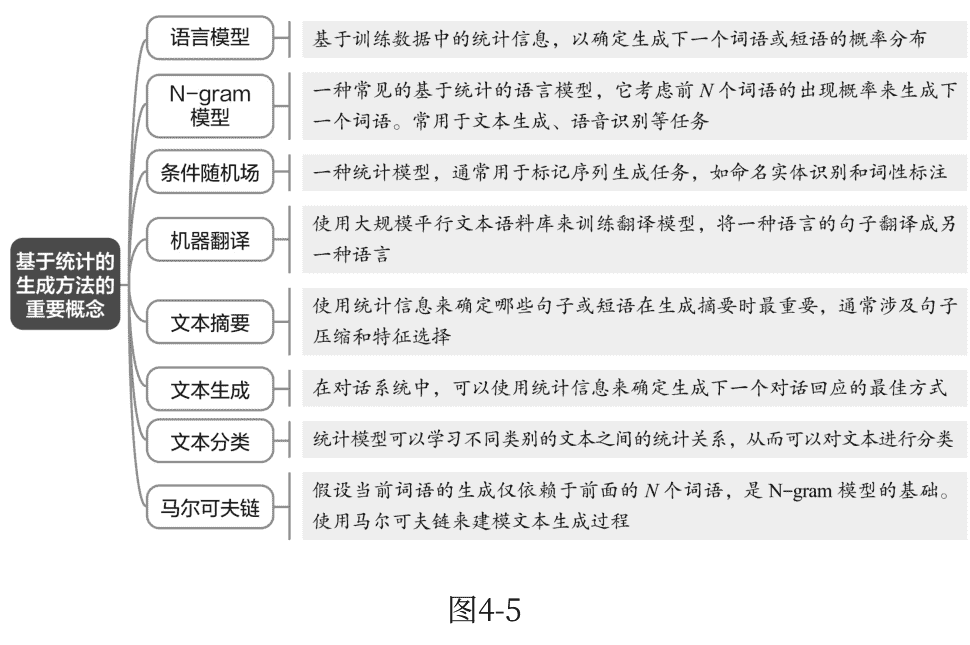 基于统计的
生成方法的
重要概念
语言模型
基于训练数据中的统计信息，以确定生成下一个词语或短语的概率分布
N-gram
模型
一种常见的基于统计的语言模型，它考虑前 N 个词语的出现概率来生成下
一个词语。常用于文本生成、语音识别等任务
条件随机场
一种统计模型，通常用于标记序列生成任务，如命名实体识别和词性标注
机器翻译
使用大规模平行文本语料库来训练翻译模型，将一种语言的句子翻译成另
一种语言
文本摘要
使用统计信息来确定哪些句子或短语在生成摘要时最重要，通常涉及句子
压缩和特征选择
文本生成
在对话系统中，可以使用统计信息来确定生成下一个对话回应的最佳方式
文本分类
统计模型可以学习不同类别的文本之间的统计关系，从而可以对文本进行分类
马尔可夫链
假设当前词语的生成仅依赖于前面的 N 个词语，是 N-gram 模型的基础。
使用马尔可夫链来建模文本生成过程
图4-5